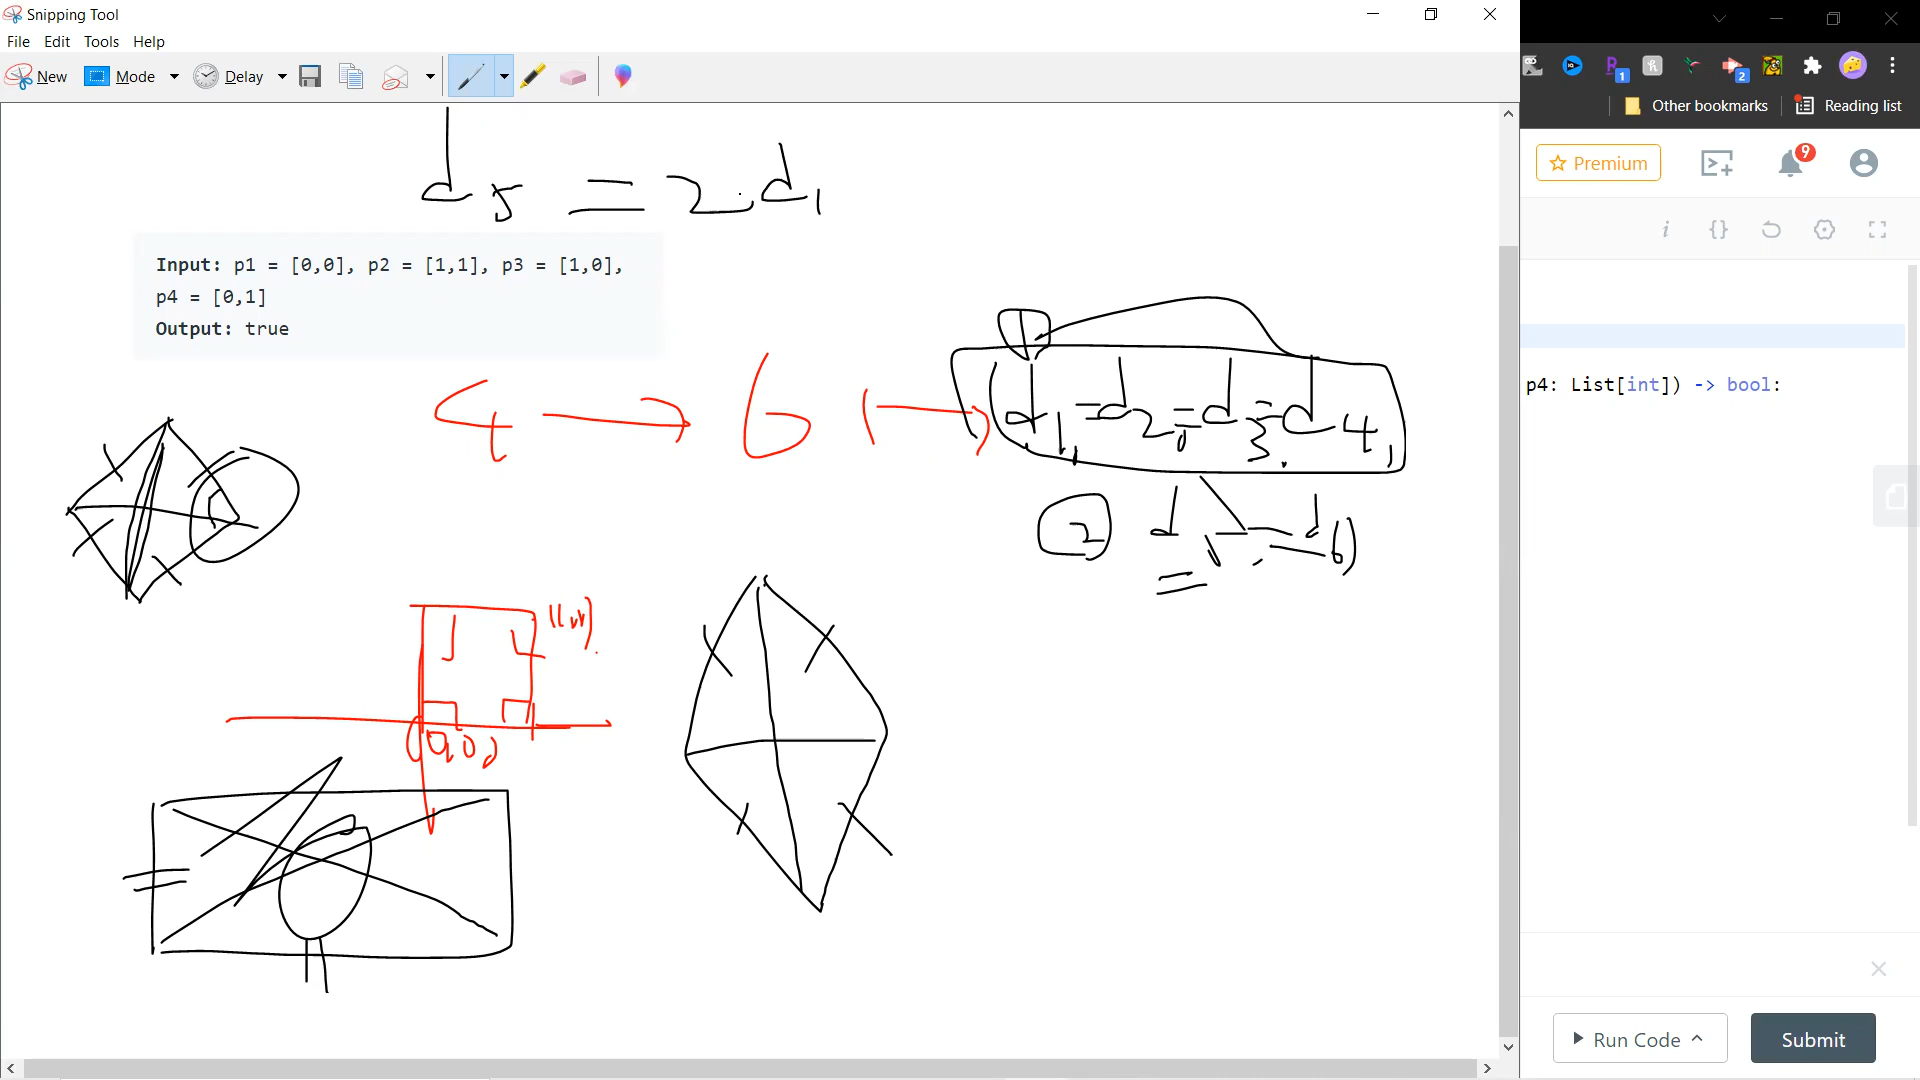 Snipping Tool
File Edit Tools Help
New Mode Delay
d5 = 2.d1
Input: p1 = [0,0], p2 = [1,1], p3 = [1,0],
p4 = [0,1]
Output: true
4 → 6
d1 = d2 = d3 = d4,
2
(0,0)
1
2
Other bookmarks
Reading list
Premium
9
i {}
p4: List[int]) -> bool:
Run Code
Submit